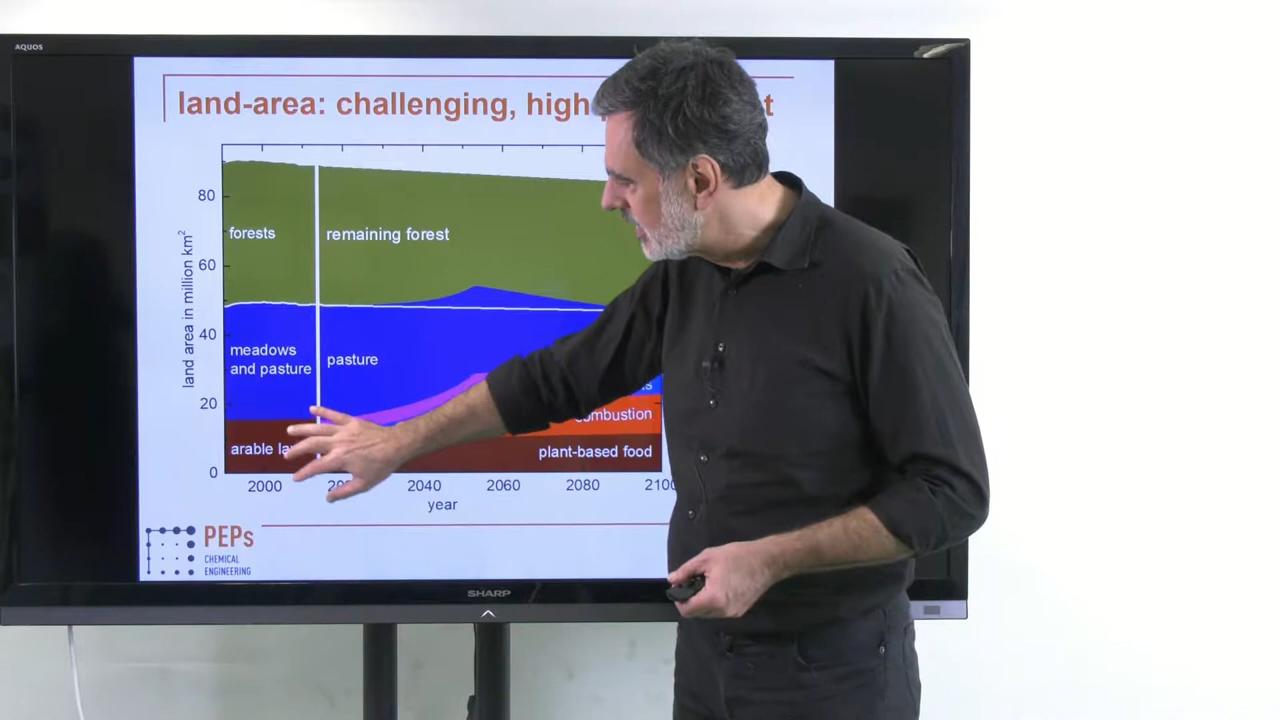 AQUOS
land-area: challenging, high
80
60
40
20
0
land area in million km²
forests
remaining forest
meadows
and pasture
pasture
arable
combustion
plant-based food
2000
2040
2060
2080
2100
year
PEPs
CHEMICAL
ENGINEERING
SHARP